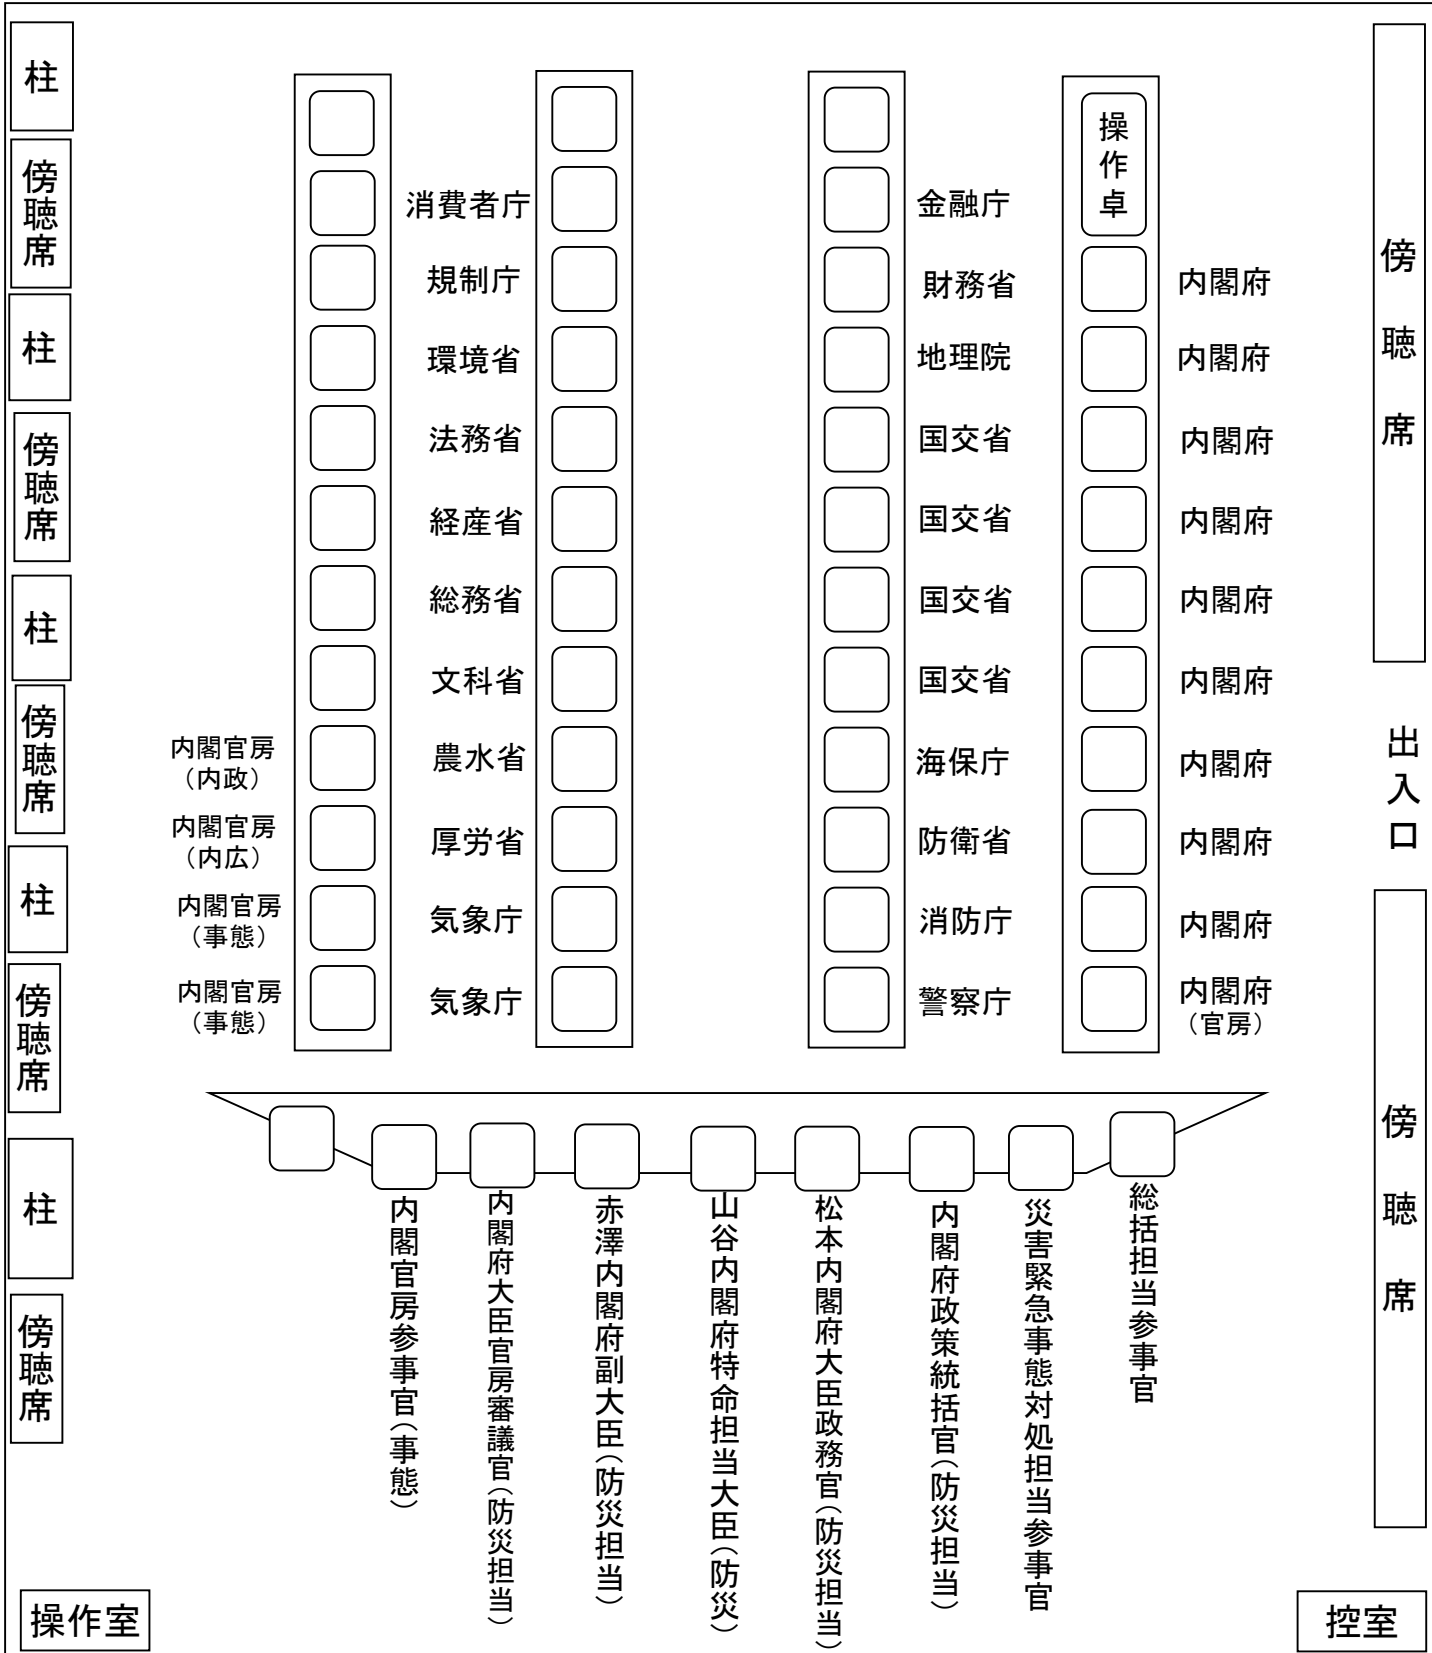 柱
傍聴席
柱
傍聴席
柱
傍聴席
柱
傍聴席
柱
傍聴席
操作室
内閣官房
（内政）
内閣官房
（内広）
内閣官房
（事態）
内閣官房
（事態）
消費者庁
規制庁
環境省
法務省
経産省
総務省
文科省
農水省
厚労省
気象庁
気象庁
金融庁
財務省
地理院
国交省
国交省
国交省
国交省
海保庁
防衛省
消防庁
警察庁
操作卓
内閣府
内閣府
内閣府
内閣府
内閣府
内閣府
内閣府
内閣府
内閣府
内閣府
（官房）
傍聴席
出入口
傍聴席
内閣官房参事官（事態）
内閣府大臣官房審議官（防災担当）
赤澤内閣府副大臣（防災担当）
山谷内閣府特命担当大臣（防災）
松本内閣府大臣政務官（防災担当）
内閣府政策統括官（防災担当）
災害緊急事態対処担当参事官
総括担当参事官
控室